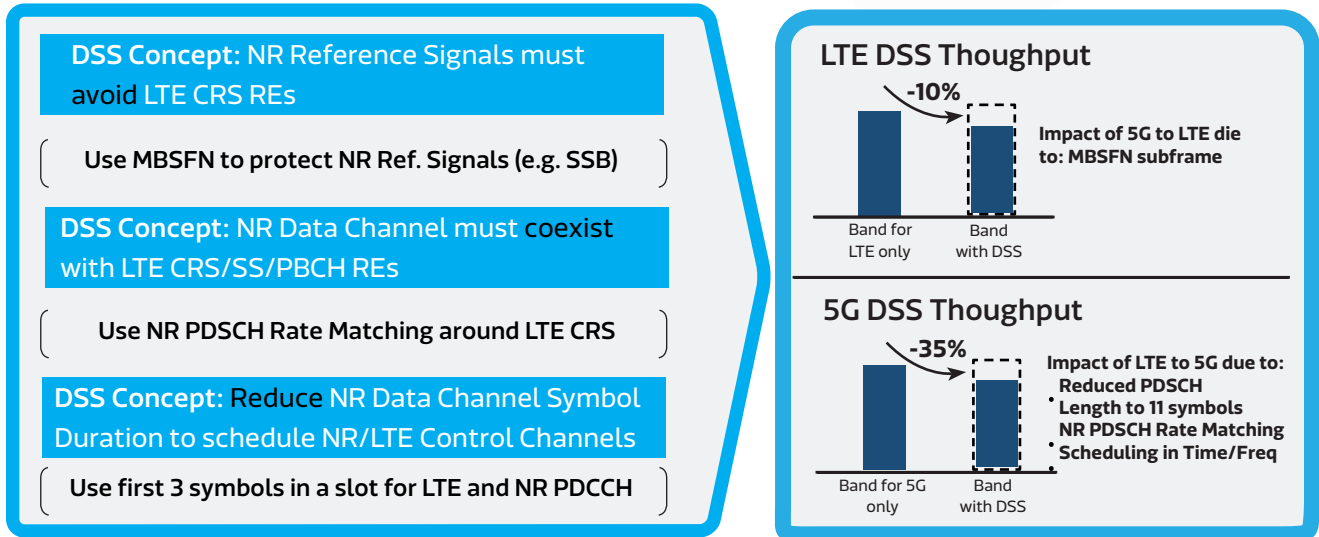 DSS Concept: NR Reference Signals must
avoid LTE CRS REs
Use MBSFN to protect NR Ref. Signals (e.g. SSB)
DSS Concept: NR Data Channel must coexist
with LTE CRS/SS/PBCH REs
Use NR PDSCH Rate Matching around LTE CRS
DSS Concept: Reduce NR Data Channel Symbol
Duration to schedule NR/LTE Control Channels
Use first 3 symbols in a slot for LTE and NR PDCCH
LTE DSS Thoughput
-10%
Impact of 5G to LTE die
to: MBSFN subframe
Band for
LTE only
Band
with DSS
5G DSS Thoughput
-35%
Impact of LTE to 5G due to:
Reduced PDSCH
• Length to 11 symbols
NR PDSCH Rate Matching
• Scheduling in Time/Freq
•
Band for 5G
only
Band
with DSS